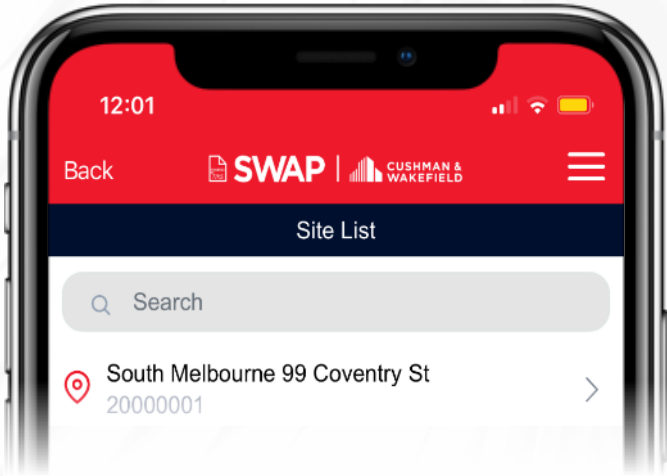 12:01
Back
SWAP
CUSHMAN &
WAKEFIELD
Site List
Search
South Melbourne 99 Coventry St
20000001